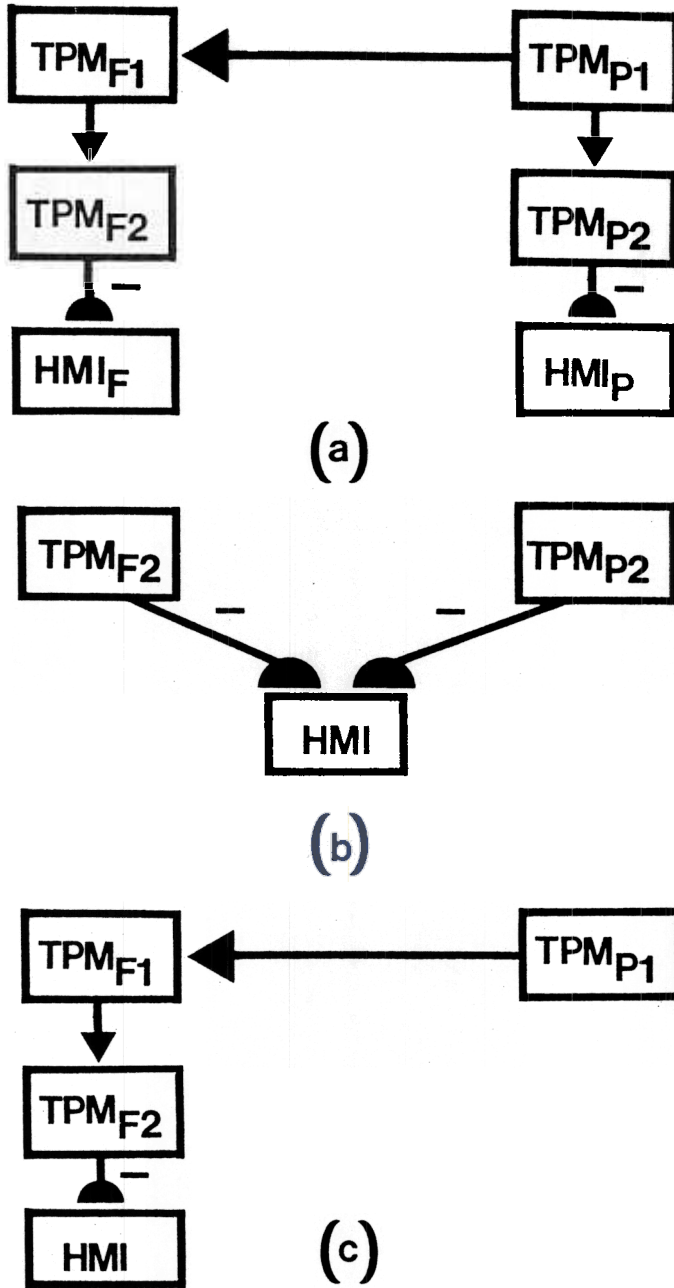 TPMF1 TPMP1
TPMF2 TPMP2
− −
HMIF HMIP
(a)
TPMF2 TPMP2
− −
HMI
(b)
TPMF1 TPMP1
TPMF2
−
HMI
(c)